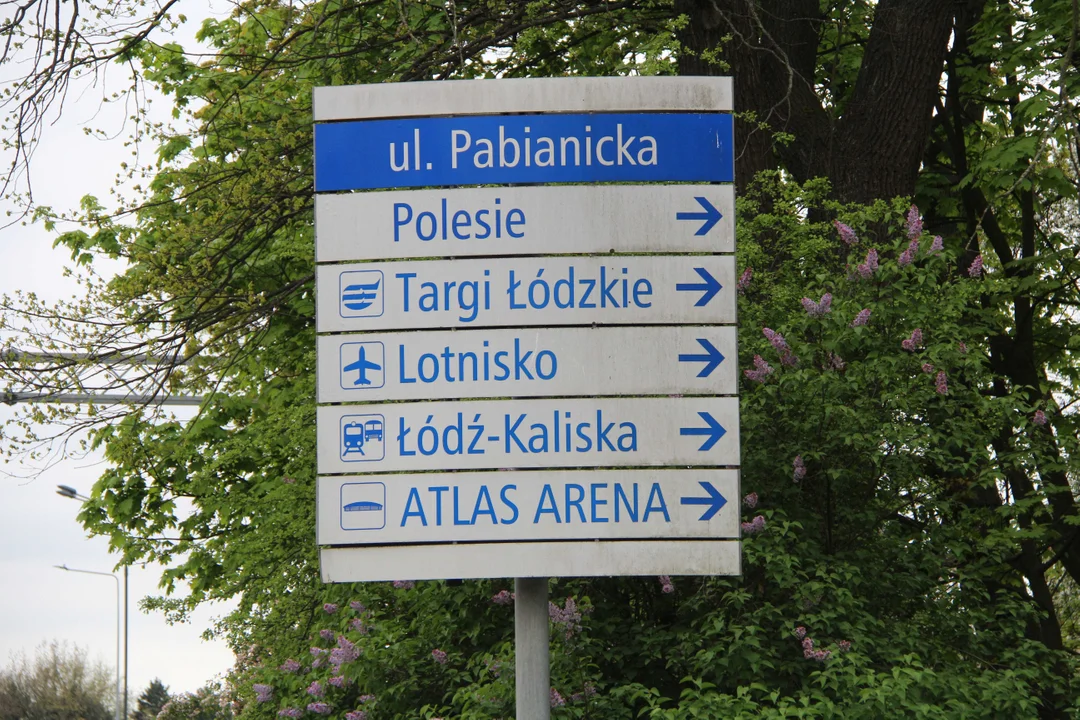 ul. Pabianicka
Polesie
Targi Łódzkie
Lotnisko
Łódź-Kaliska
ATLAS ARENA